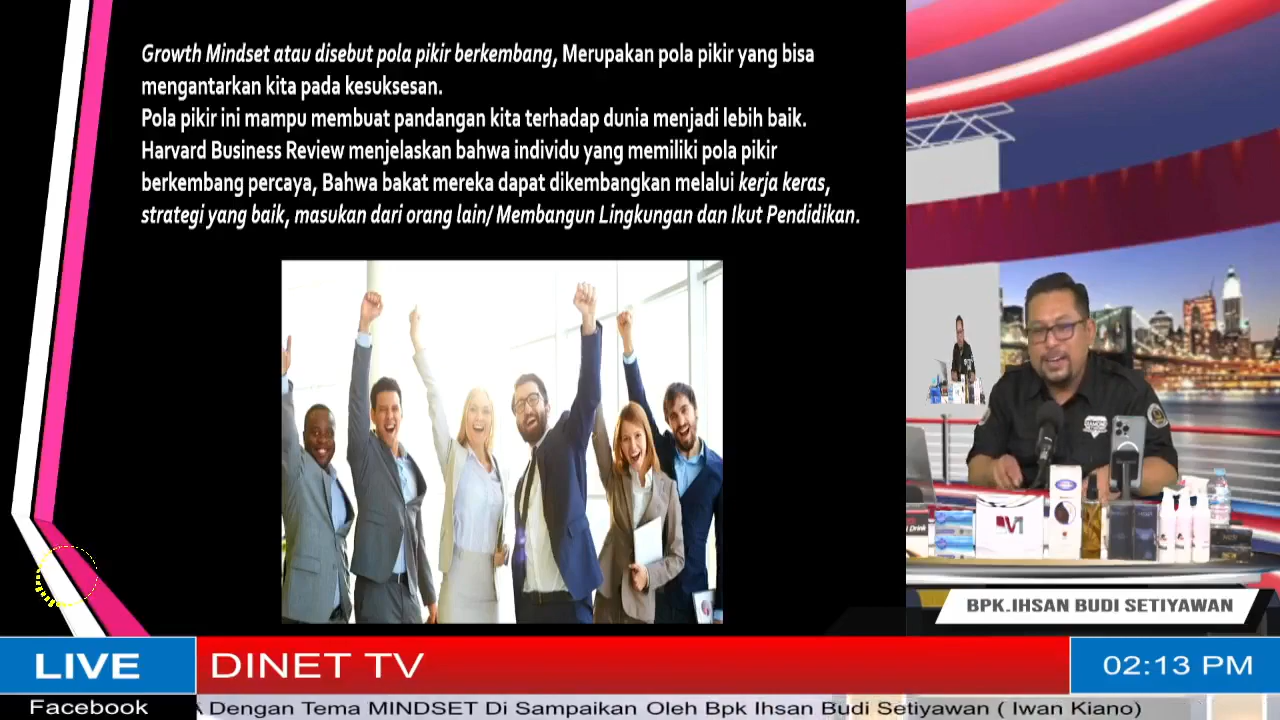 Growth Mindset atau disebut pola pikir berkembang, Merupakan pola pikir yang bisa
mengantarkan kita pada kesuksesan.
Pola pikir ini mampu membuat pandangan kita terhadap dunia menjadi lebih baik.
Harvard Business Review menjelaskan bahwa individu yang memiliki pola pikir
berkembang percaya, Bahwa bakat mereka dapat dikembangkan melalui kerja keras,
strategi yang baik, masukan dari orang lain/ Membangun Lingkungan dan Ikut Pendidikan.
BPK.IHSAN BUDI SETIYAWAN
LIVE
DINET TV
02:13 PM
Facebook
Dengan Tema MINDSET Di Sampaikan Oleh Bpk Ihsan Budi Setiyawan ( Iwan Kiano)